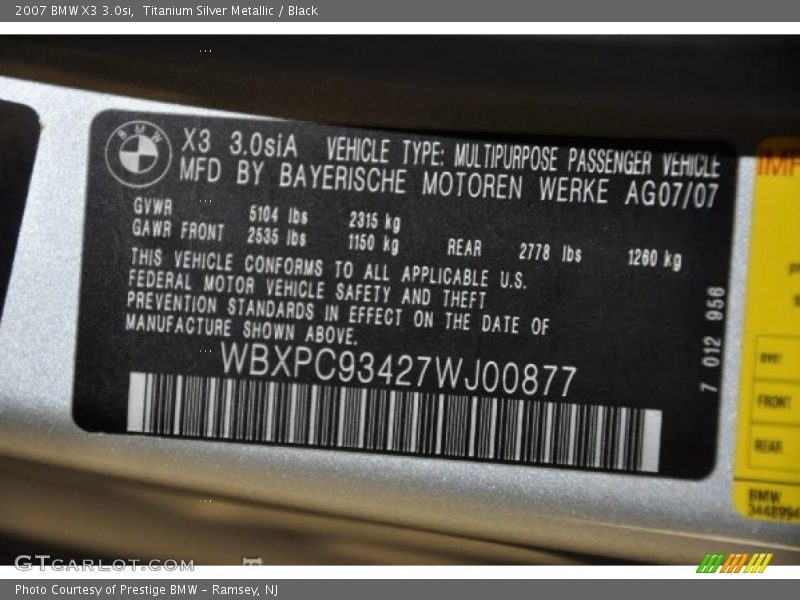 2007 BMW X3 3.0si, Titanium Silver Metallic / Black
BMW
X3 3.0siA VEHICLE TYPE: MULTIPURPOSE PASSENGER VEHICLE
MFD BY BAYERISCHE MOTOREN WERKE AG07/07
GVWR 5104 lbs 2315 kg
GAWR FRONT 2535 lbs 1150 kg REAR 2778 lbs 1260 kg
THIS VEHICLE CONFORMS TO ALL APPLICABLE U.S.
FEDERAL MOTOR VEHICLE SAFETY AND THEFT
PREVENTION STANDARDS IN EFFECT ON THE DATE OF
MANUFACTURE SHOWN ABOVE.
WBXPC93427WJ00877
7 012 956
IMP
FRONT
REAR
BMW
3448994
GTCARLOT.COM
Photo Courtesy of Prestige BMW - Ramsey, NJ